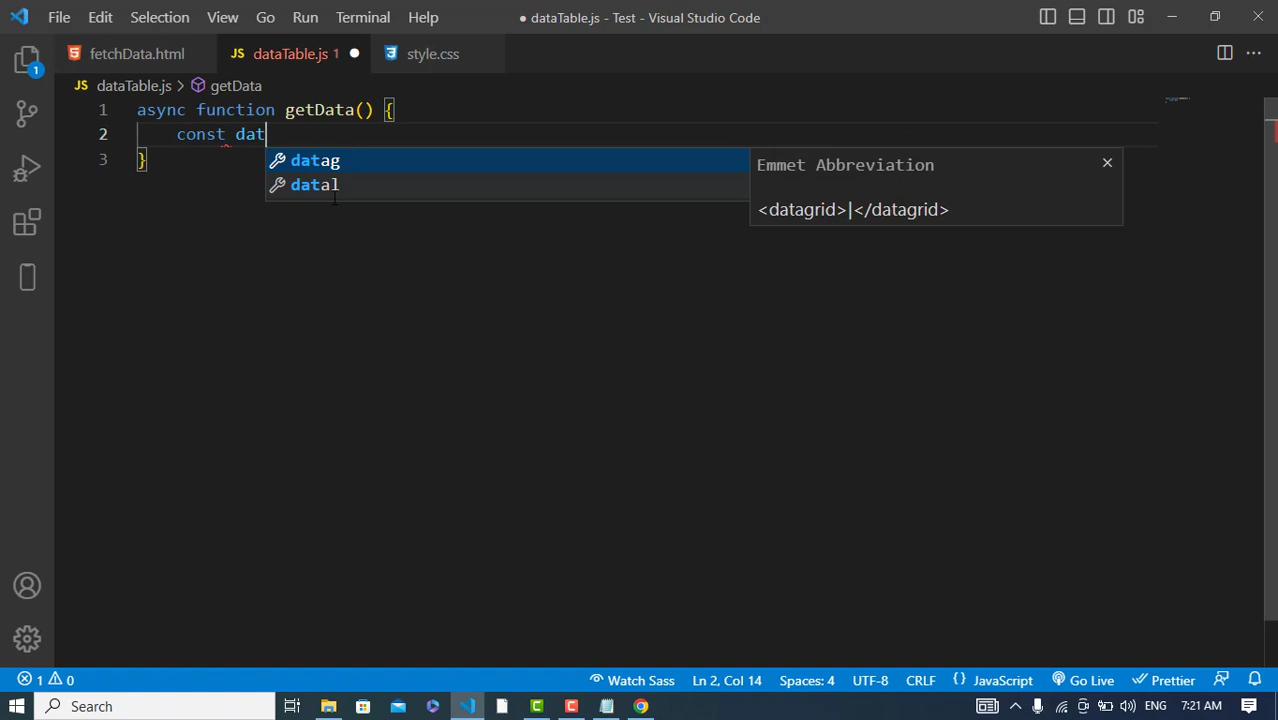 File Edit Selection View Go Run Terminal Help ● dataTable.js - Test - Visual Studio Code
fetchData.html JS dataTable.js 1 ● style.css
JS dataTable.js > getData
1 async function getData() {
2 const dat
3 }
datag
datal
Emmet Abbreviation
<datagrid>|</datagrid>
1
1 0 Watch Sass Ln 2, Col 14 Spaces: 4 UTF-8 CRLF {} JavaScript Go Live Prettier
Search ENG 7:21 AM